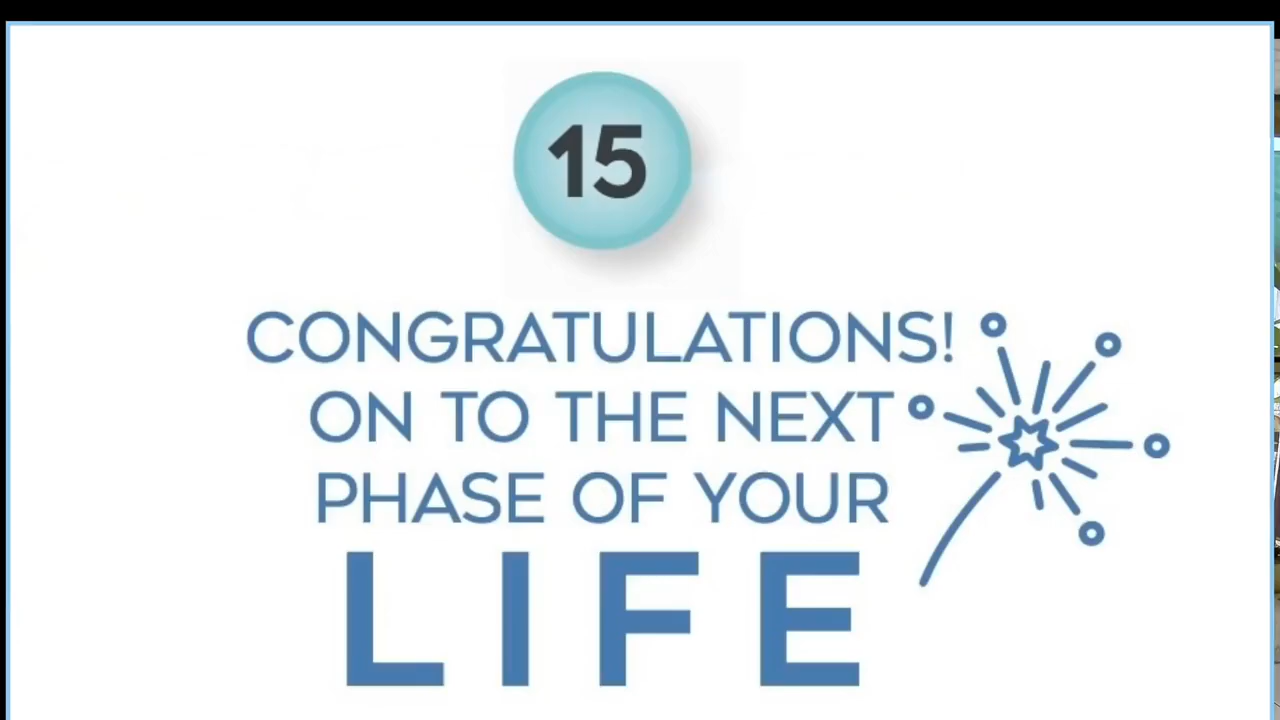 15
CONGRATULATIONS!
ON TO THE NEXT
PHASE OF YOUR
LIFE